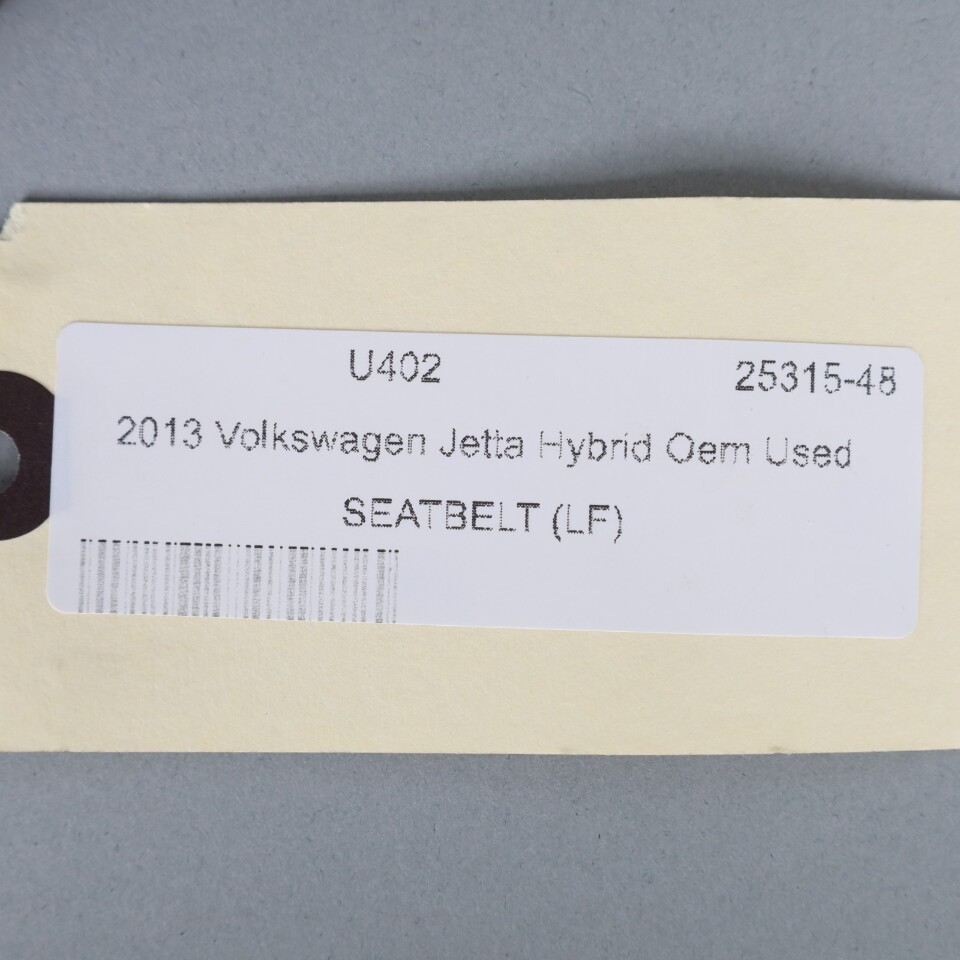 U402 25315-48
2013 Volkswagen Jetta Hybrid Oem Used
SEATBELT (LF)